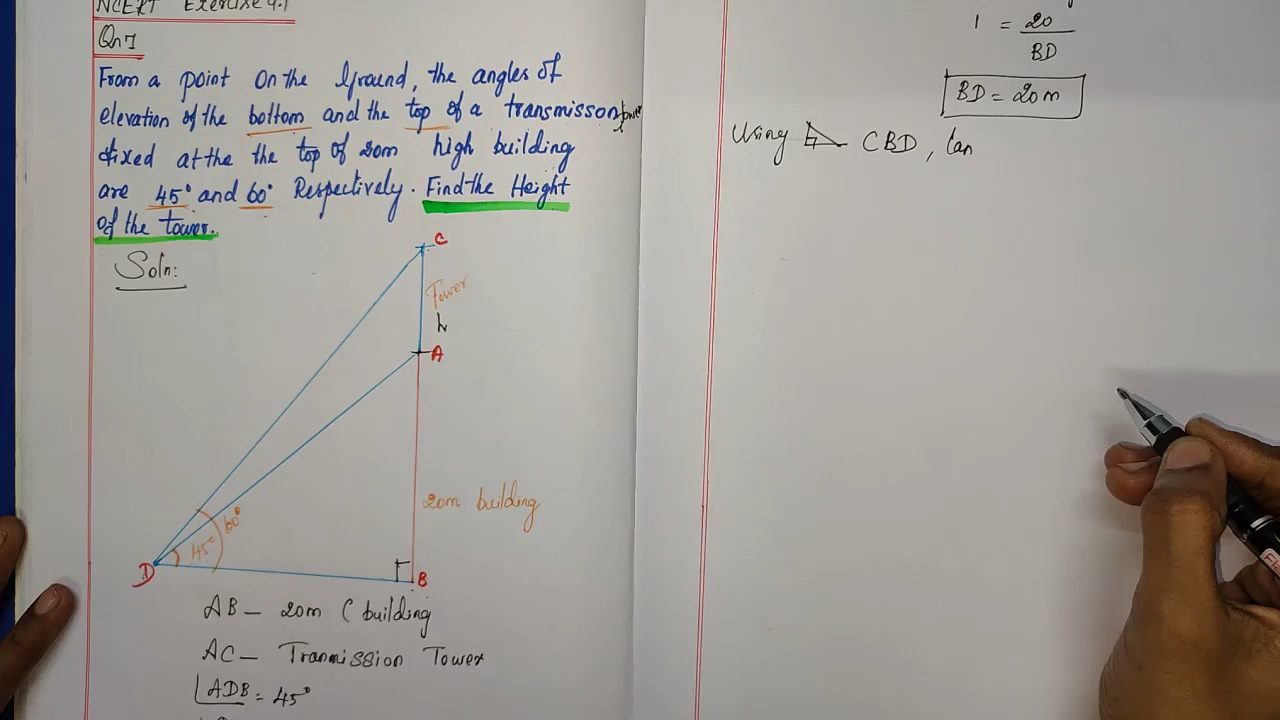 NCERT Exercise 9.1
Qn 7
From a point on the Ground, the angles of
elevation of the bottom and the top of a transmisson tower
fixed at the the top of 20m high building
are 45° and 60° Respectively. Find the Height
of the tower.
Soln:
C
Tower
h
A
20m building
60°
45°
D
B
AB – 20m ( building
AC – Tranmission Tower
∠ADB = 45°
1 = 20
BD
BD = 20m
Using CBD, tan